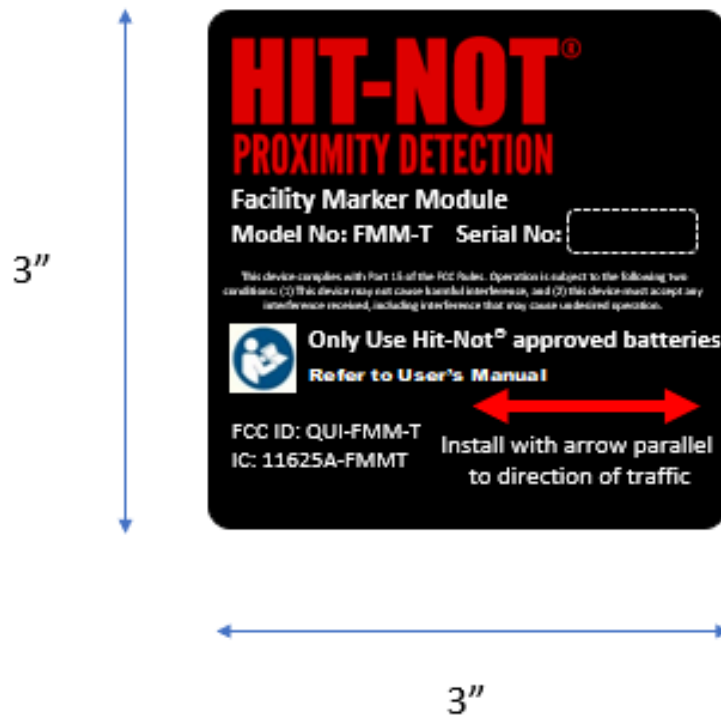 HIT-NOT®
PROXIMITY DETECTION
Facility Marker Module
Model No: FMM-T Serial No:
This device complies with Part 15 of the FCC Rules. Operation is subject to the following two
conditions: (1) This device may not cause harmful interference, and (2) this device must accept any
interference received, including interference that may cause undesired operation.
Only Use Hit-Not® approved batteries
Refer to User's Manual
FCC ID: QUI-FMM-T
IC: 11625A-FMMT
Install with arrow parallel
to direction of traffic
3”
3”